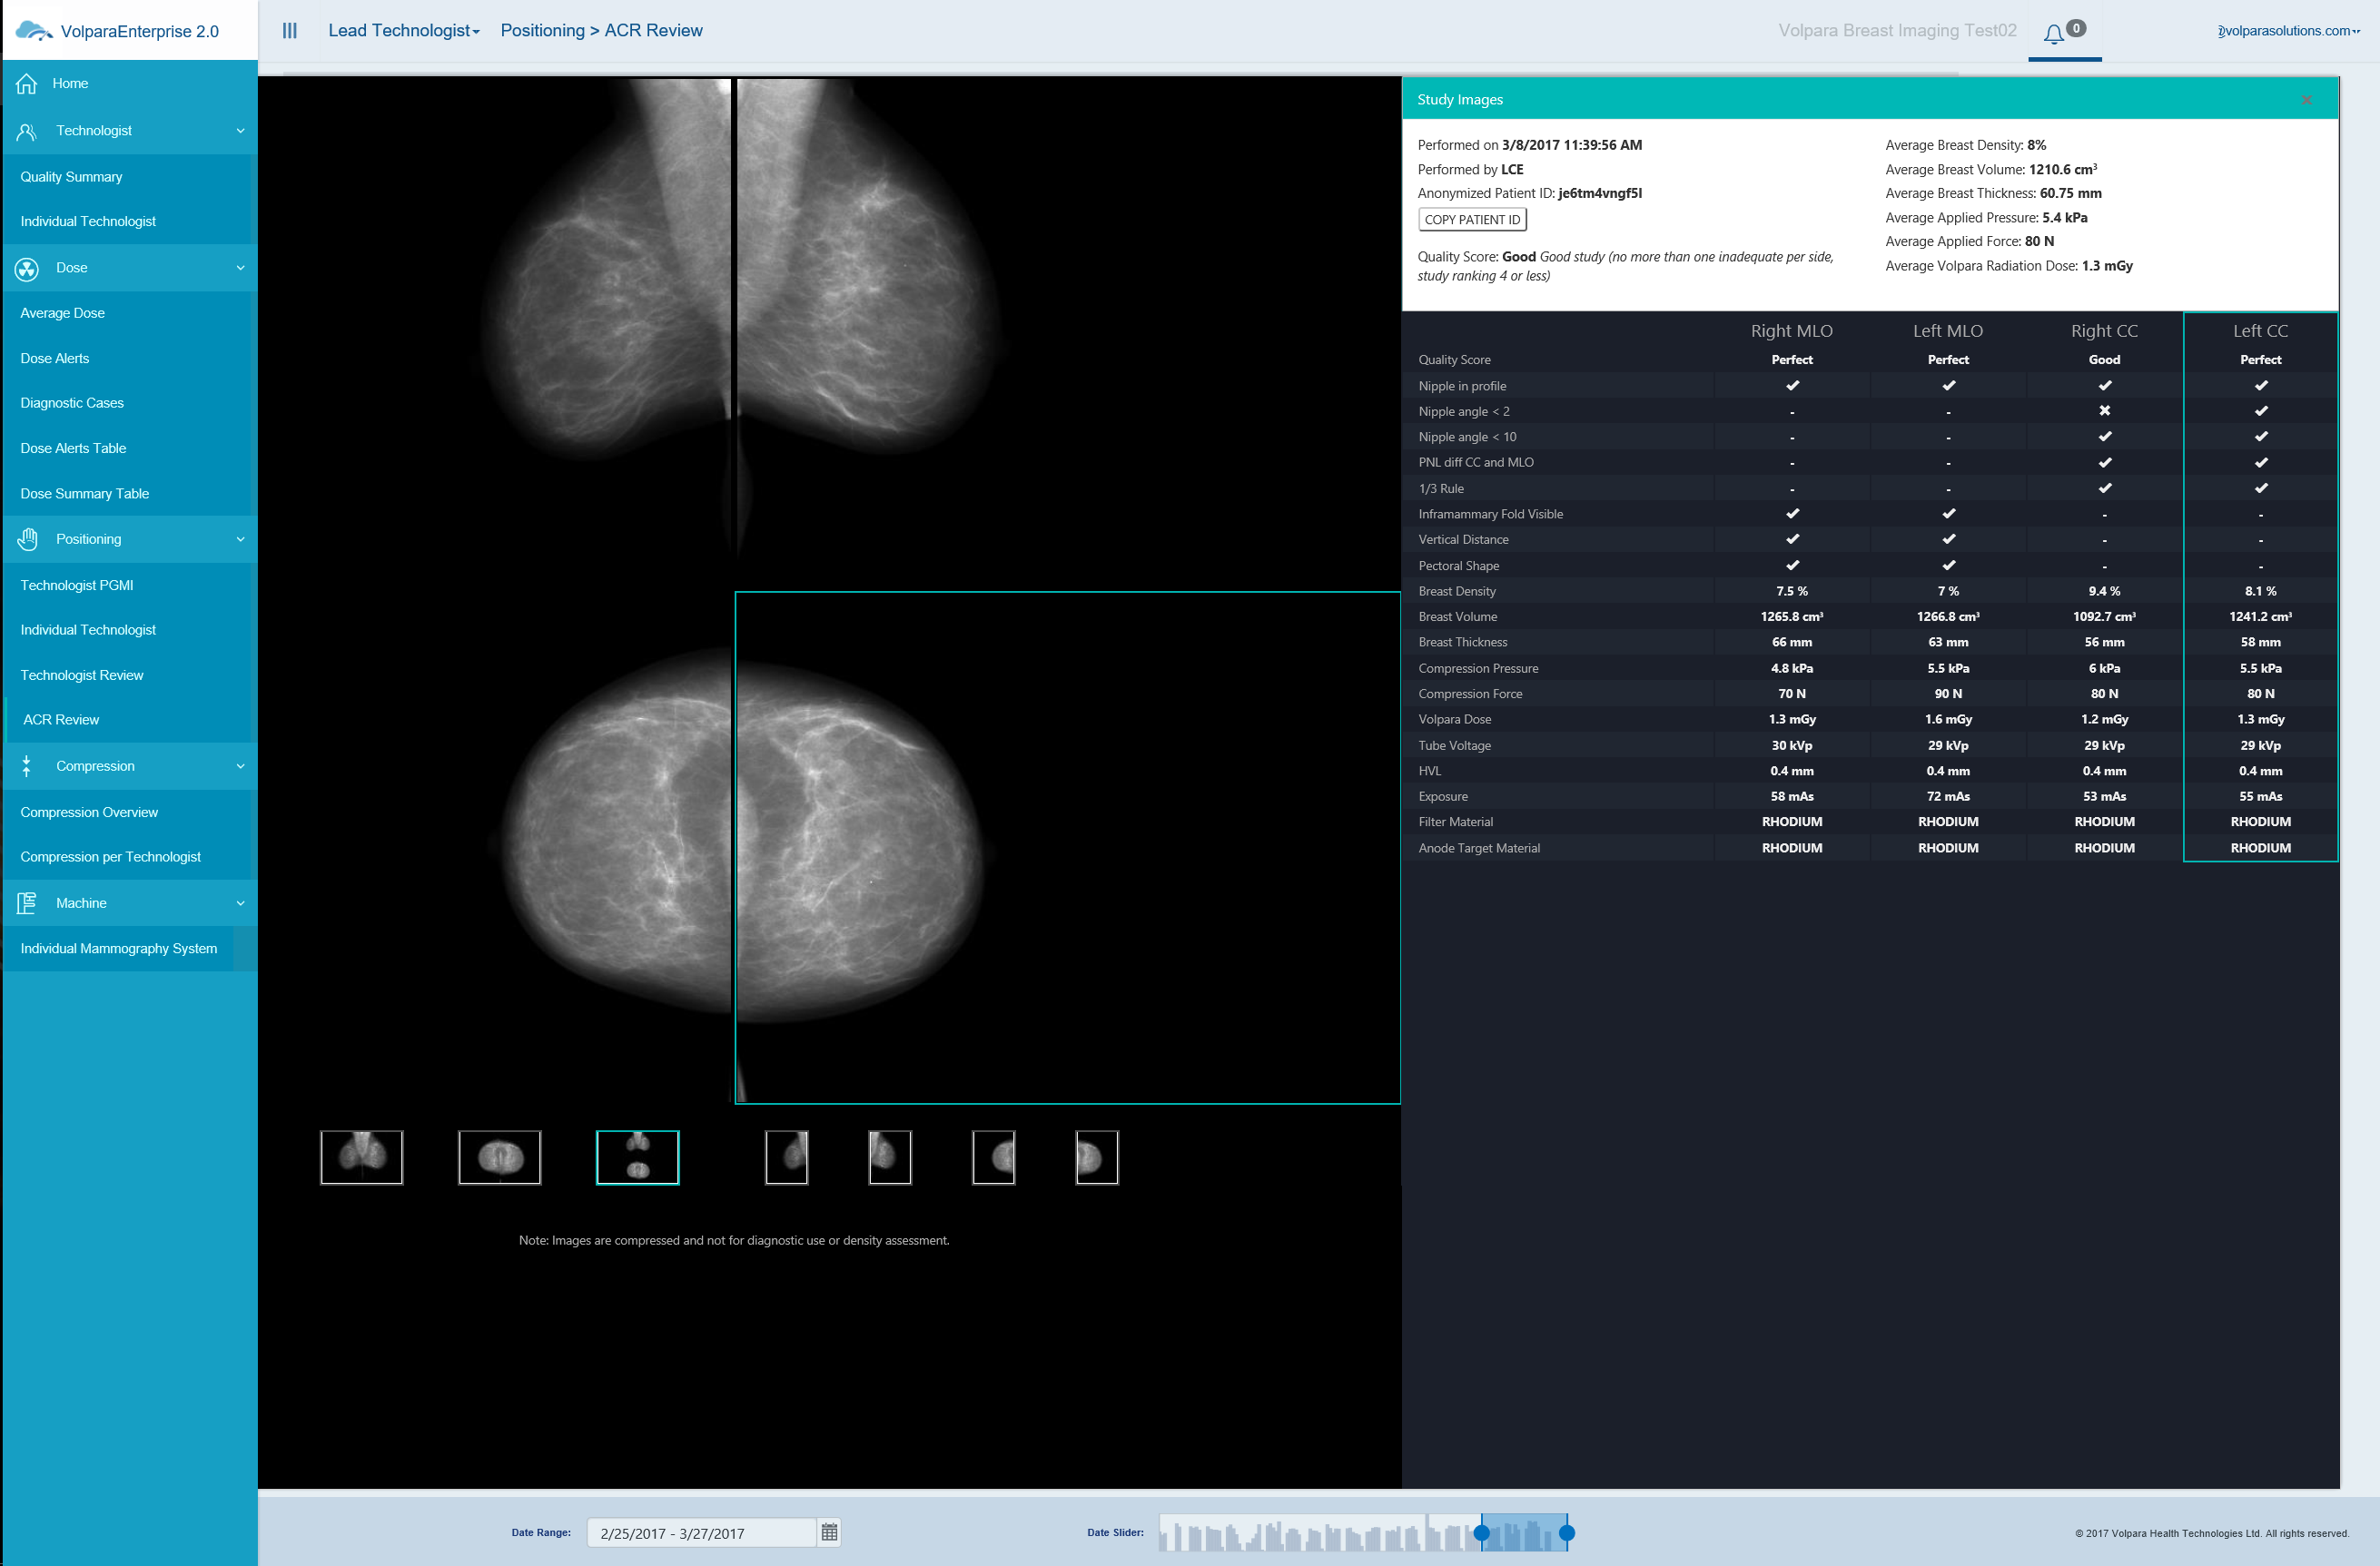 VolparaEnterprise 2.0
Lead Technologist
Positioning > ACR Review
Volpara Breast Imaging Test02
0
@volparasolutions.com
Home
Technologist
Quality Summary
Individual Technologist
Dose
Average Dose
Dose Alerts
Diagnostic Cases
Dose Alerts Table
Dose Summary Table
Positioning
Technologist PGMI
Individual Technologist
Technologist Review
ACR Review
Compression
Compression Overview
Compression per Technologist
Machine
Individual Mammography System
Note: Images are compressed and not for diagnostic use or density assessment.
Study Images
Performed on 3/8/2017 11:39:56 AM
Performed by LCE
Anonymized Patient ID: je6tm4vngf5l
COPY PATIENT ID
Quality Score: Good Good study (no more than one inadequate per side,
study ranking 4 or less)
Average Breast Density: 8%
Average Breast Volume: 1210.6 cm³
Average Breast Thickness: 60.75 mm
Average Applied Pressure: 5.4 kPa
Average Applied Force: 80 N
Average Volpara Radiation Dose: 1.3 mGy
Right MLO Left MLO Right CC Left CC
Quality Score Perfect Perfect Good Perfect
Nipple in profile ✔ ✔ ✔ ✔
Nipple angle < 2 - - ✖ ✔
Nipple angle < 10 - - ✔ ✔
PNL diff CC and MLO - - ✔ ✔
1/3 Rule - - ✔ ✔
Inframammary Fold Visible ✔ ✔ - -
Vertical Distance ✔ ✔ - -
Pectoral Shape ✔ ✔ - -
Breast Density 7.5 % 7 % 9.4 % 8.1 %
Breast Volume 1265.8 cm³ 1266.8 cm³ 1092.7 cm³ 1241.2 cm³
Breast Thickness 66 mm 63 mm 56 mm 58 mm
Compression Pressure 4.8 kPa 5.5 kPa 6 kPa 5.5 kPa
Compression Force 70 N 90 N 80 N 80 N
Volpara Dose 1.3 mGy 1.6 mGy 1.2 mGy 1.3 mGy
Tube Voltage 30 kVp 29 kVp 29 kVp 29 kVp
HVL 0.4 mm 0.4 mm 0.4 mm 0.4 mm
Exposure 58 mAs 72 mAs 53 mAs 55 mAs
Filter Material RHODIUM RHODIUM RHODIUM RHODIUM
Anode Target Material RHODIUM RHODIUM RHODIUM RHODIUM
Date Range: 2/25/2017 - 3/27/2017
Date Slider:
© 2017 Volpara Health Technologies Ltd. All rights reserved.